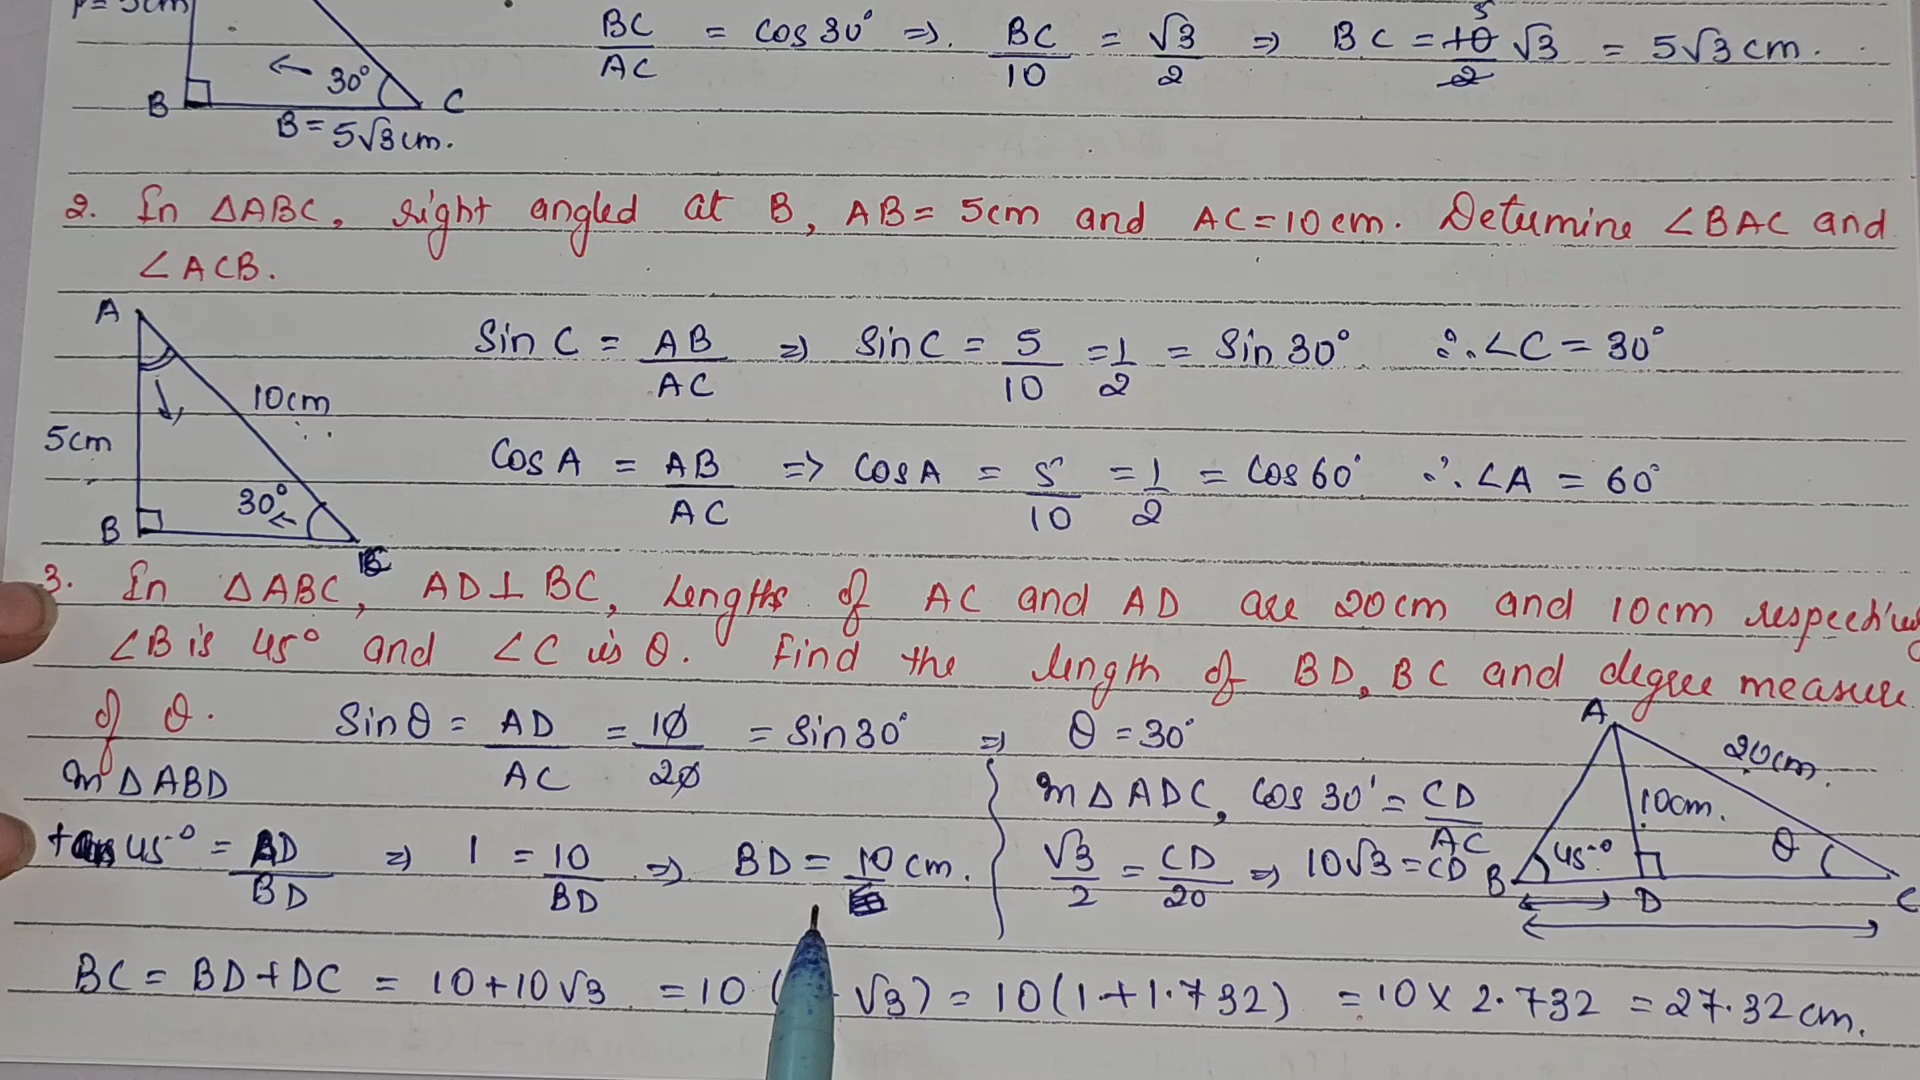 P = 5cm
BC/AC = Cos 30° ⇒ BC/10 = √3/2 ⇒ BC = 10/2 5 √3 = 5√3 cm.
30°
B C
B = 5√3 cm.
2. In △ABC, right angled at B, AB = 5cm and AC = 10cm. Determine ∠BAC and
∠ACB.
A
10cm
5cm
30°
B C
Sin C = AB/AC ⇒ Sin C = 5/10 = 1/2 = Sin 30° ∴ ∠C = 30°
Cos A = AB/AC ⇒ Cos A = 5/10 = 1/2 = Cos 60° ∴ ∠A = 60°
3. In △ABC, AD ⊥ BC, Lengths of AC and AD are 20cm and 10cm
∠B is 45° and ∠C is θ. Find the length of BD, BC and degree measure
of θ. Sin θ = AD/AC = 10/20 = Sin 30° ⇒ θ = 30°
In △ABD
tan 45° = AD/BD ⇒ 1 = 10/BD ⇒ BD = 10 cm.
In △ADC, Cos 30° = CD/AC
√3/2 = CD/20 ⇒ 10√3 = CD
A
20cm.
10cm.
45° θ
B D C
BC = BD + DC = 10 + 10√3 = 10 ( √3) = 10(1 + 1.732) = 10 × 2.732 = 27.32 cm.